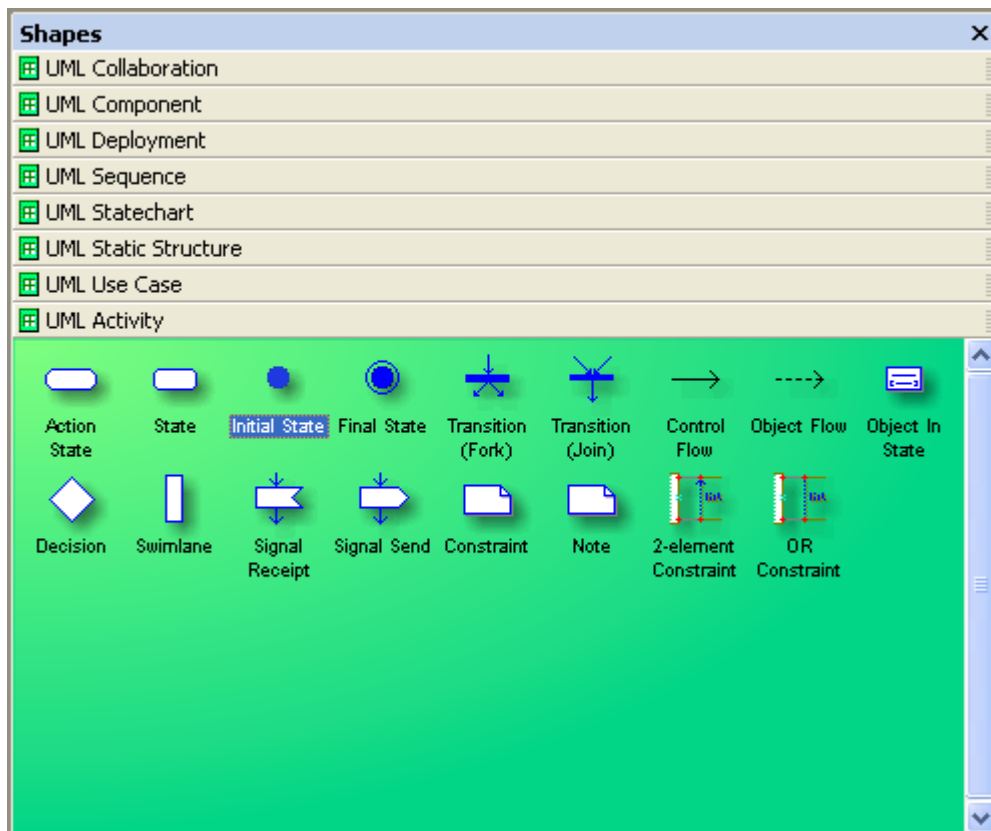 Shapes
UML Collaboration
UML Component
UML Deployment
UML Sequence
UML Statechart
UML Static Structure
UML Use Case
UML Activity
Action State
State
Initial State
Final State
Transition (Fork)
Transition (Join)
Control Flow
Object Flow
Object In State
Decision
Swimlane
Signal Receipt
Signal Send
Constraint
Note
2-element Constraint
OR Constraint